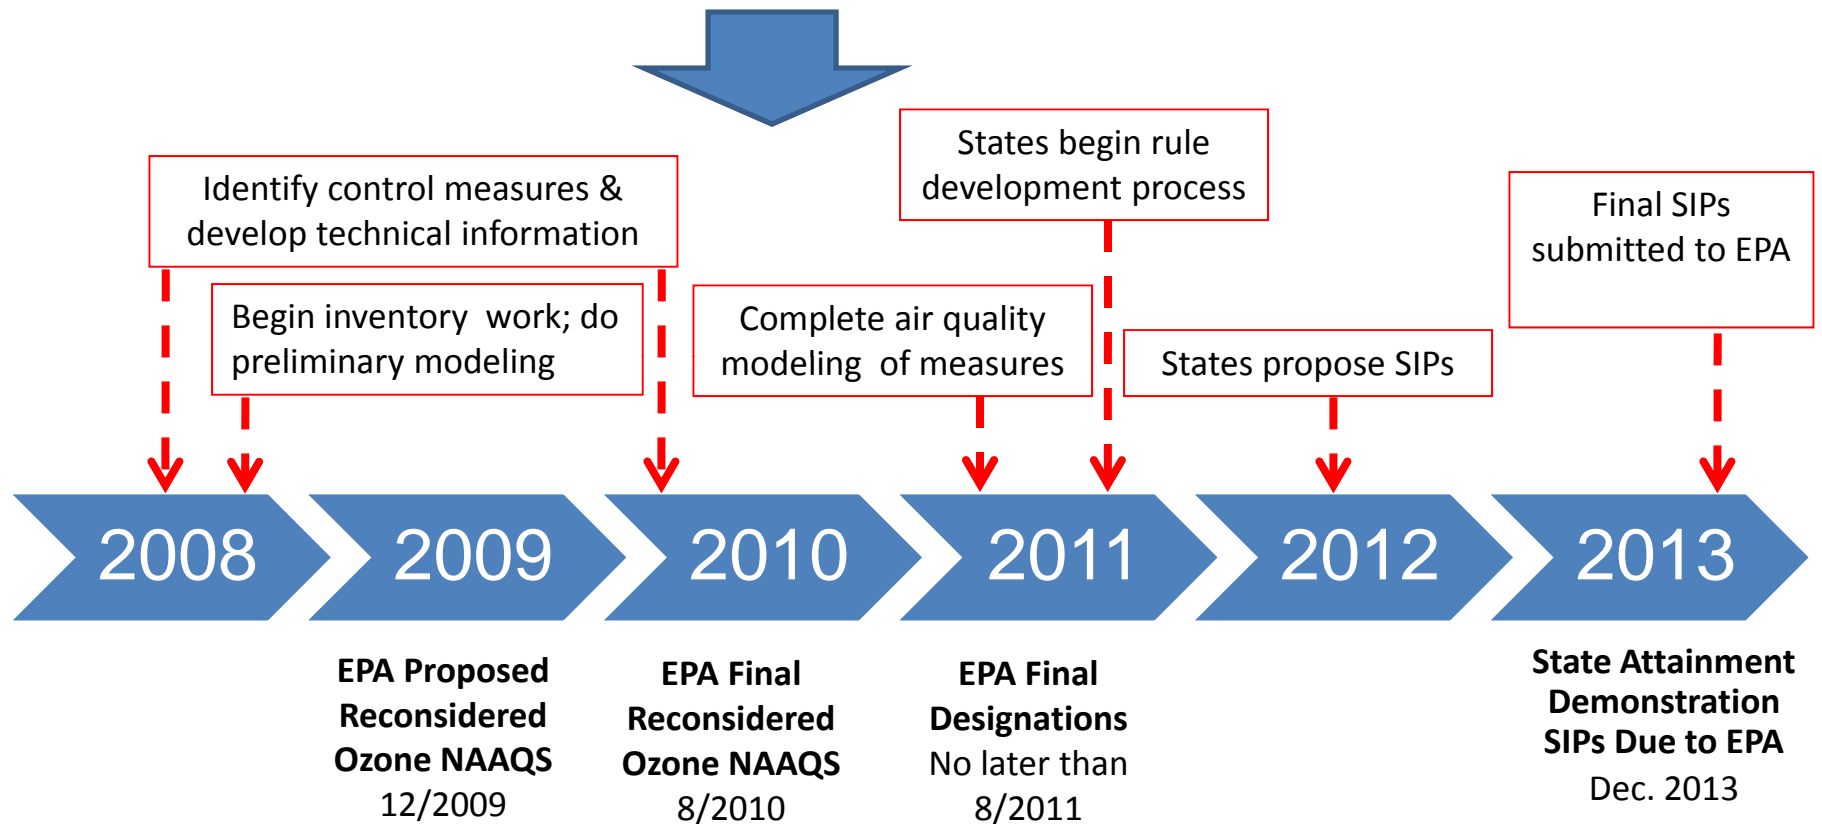 States begin rule
development process
Identify control measures &
develop technical information
Final SIPs
submitted to EPA
Begin inventory work; do
preliminary modeling
Complete air quality
modeling of measures
States propose SIPs
2008
2009
2010
2011
2012
2013
EPA Proposed
Reconsidered
Ozone NAAQS
12/2009
EPA Final
Reconsidered
Ozone NAAQS
8/2010
EPA Final
Designations
No later than
8/2011
State Attainment
Demonstration
SIPs Due to EPA
Dec. 2013